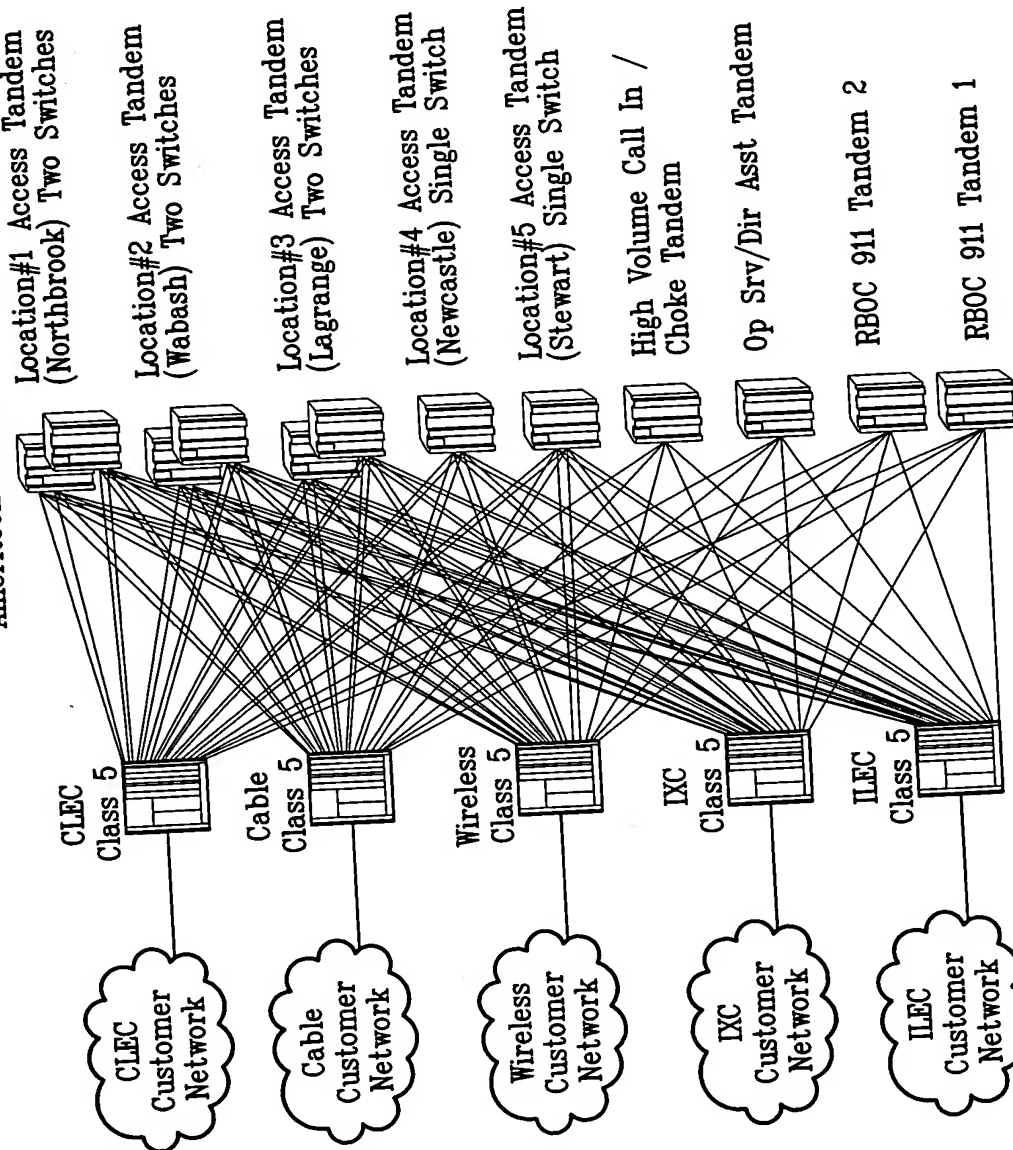 Location#1 Access Tandem
(Northbrook) Two Switches
Location#2 Access Tandem
(Wabash) Two Switches
Location#3 Access Tandem
(Lagrange) Two Switches
Location#4 Access Tandem
(Newcastle) Single Switch
Location#5 Access Tandem
(Stewart) Single Switch
High Volume Call In /
Choke Tandem
Op Srv/Dir Asst Tandem
RBOC 911 Tandem 2
RBOC 911 Tandem 1
CLEC
Class 5
Cable
Class 5
Wireless
Class 5
IXC
Class 5
ILEC
Class 5
CLEC
Customer
Network
Cable
Customer
Network
Wireless
Customer
Network
IXC
Customer
Network
ILEC
Customer
Network